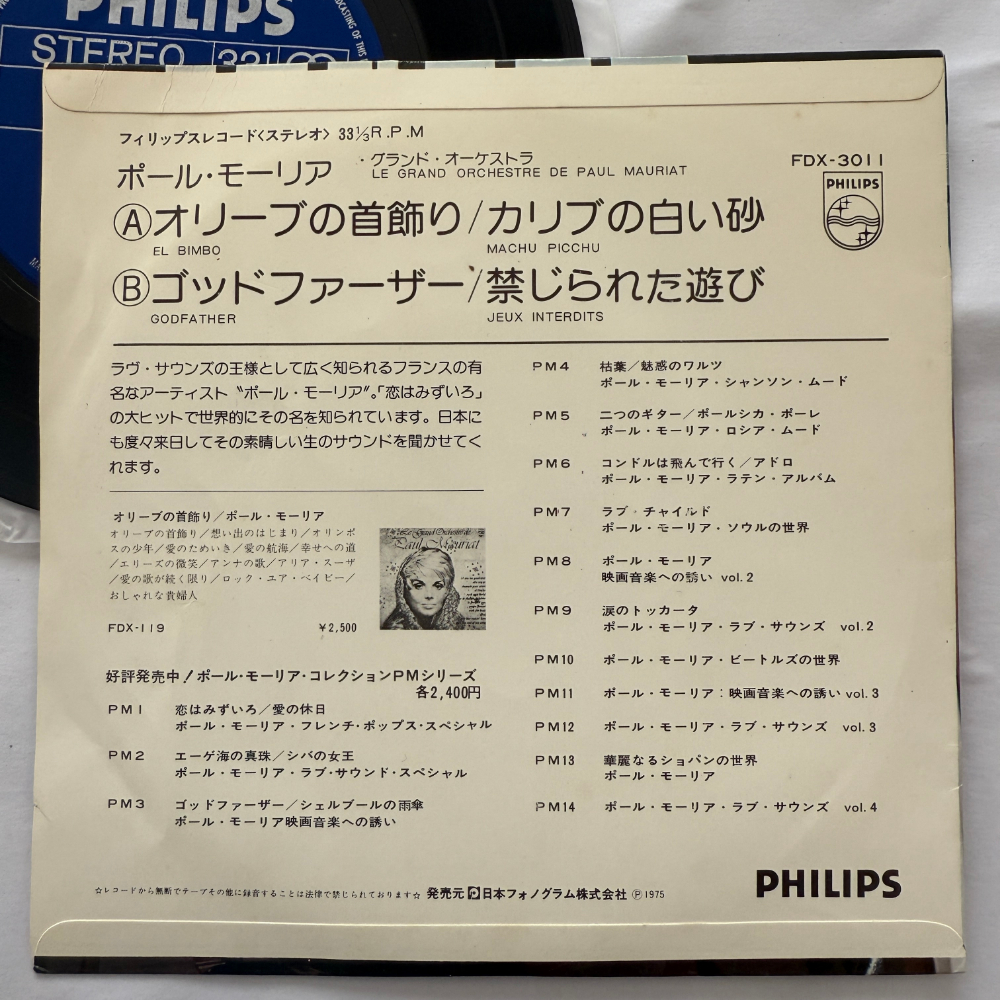 PHILIPS
STEREO 33⅓
DCASTING OF THIS
フィリップスレコード〈ステレオ〉 33⅓R.P.M
ポール・モーリア・グランド・オーケストラ
LE GRAND ORCHESTRE DE PAUL MAURIAT
FDX-3011
PHILIPS
Ⓐオリーブの首飾り/カリブの白い砂
EL BIMBO MACHU PICCHU
Ⓑゴッドファーザー/禁じられた遊び
GODFATHER JEUX INTERDITS
ラヴ・サウンズの王様として広く知られるフランスの有
名なアーティスト〝ポール・モーリア〟。「恋はみずいろ」
の大ヒットで世界的にその名を知られています。日本に
も度々来日してその素晴しい生のサウンドを聞かせてく
れます。
オリーブの首飾り/ポール・モーリア
オリーブの首飾り/想い出のはじまり/オリンポ
スの少年/愛のためいき/愛の航海/幸せへの道
/エリーズの微笑/アンナの歌/アリア・スーザ
/愛の歌が続く限り/ロック・ユア・ベイビー/
おしゃれな貴婦人
FDX-119 ¥2,500
Le Grand Orchestre de
Paul Mauriat
好評発売中!ポール・モーリア・コレクションPMシリーズ
各2,400円
PM1 恋はみずいろ/愛の休日
ポール・モーリア・フレンチ・ポップス・スペシャル
PM2 エーゲ海の真珠/シバの女王
ポール・モーリア・ラブ・サウンド・スペシャル
PM3 ゴッドファーザー/シェルブールの雨傘
ポール・モーリア映画音楽への誘い
PM4 枯葉/魅惑のワルツ
ポール・モーリア・シャンソン・ムード
PM5 二つのギター/ポールシカ・ポーレ
ポール・モーリア・ロシア・ムード
PM6 コンドルは飛んで行く/アドロ
ポール・モーリア・ラテン・アルバム
PM7 ラブ・チャイルド
ポール・モーリア・ソウルの世界
PM8 ポール・モーリア
映画音楽への誘い vol.2
PM9 涙のトッカータ
ポール・モーリア・ラブ・サウンズ vol.2
PM10 ポール・モーリア・ビートルズの世界
PM11 ポール・モーリア:映画音楽への誘い vol.3
PM12 ポール・モーリア・ラブ・サウンズ vol.3
PM13 華麗なるショパンの世界
ポール・モーリア
PM14 ポール・モーリア・ラブ・サウンズ vol.4
☆レコードから無断でテープその他に録音することは法律で禁じられております☆ 発売元 日本フォノグラム株式会社 Ⓟ1975
PHILIPS